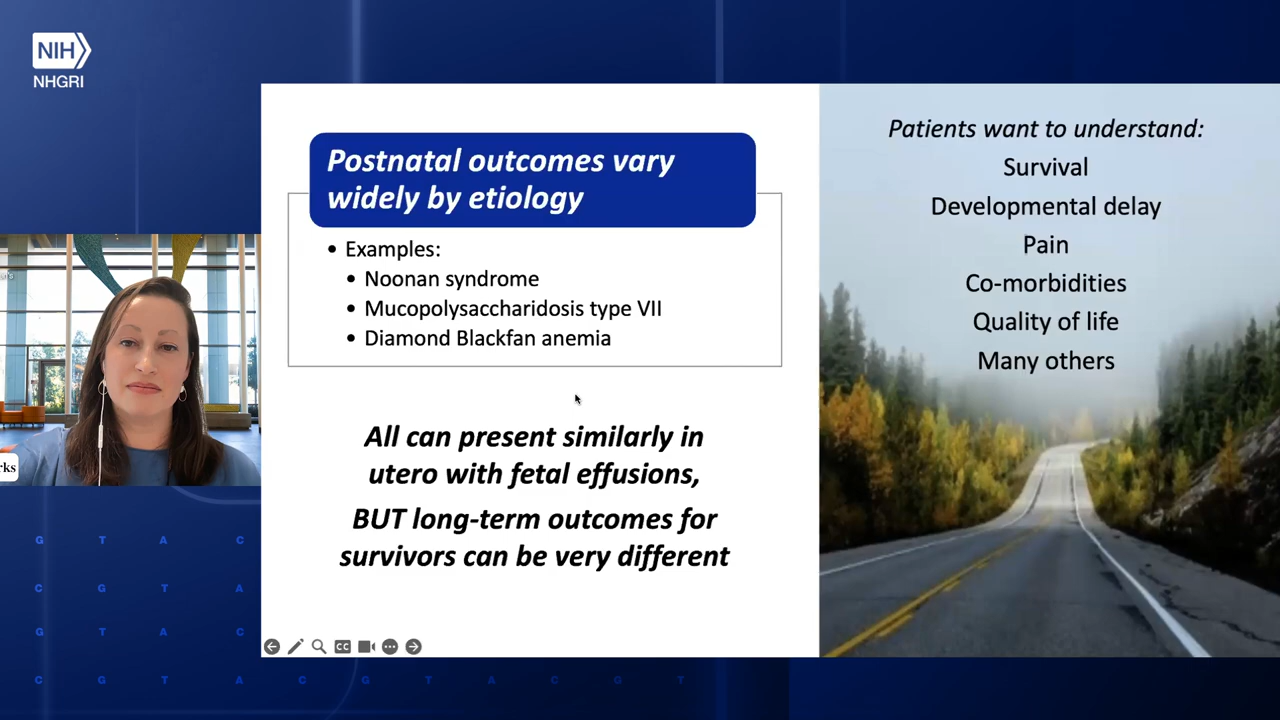 NIH
NHGRI
Postnatal outcomes vary
widely by etiology
• Examples:
• Noonan syndrome
• Mucopolysaccharidosis type VII
• Diamond Blackfan anemia
All can present similarly in
utero with fetal effusions,
BUT long-term outcomes for
survivors can be very different
Patients want to understand:
Survival
Developmental delay
Pain
Co-morbidities
Quality of life
Many others
rks
CC
G T A C
C G T A
G T A C
C G T A C G T A C G T